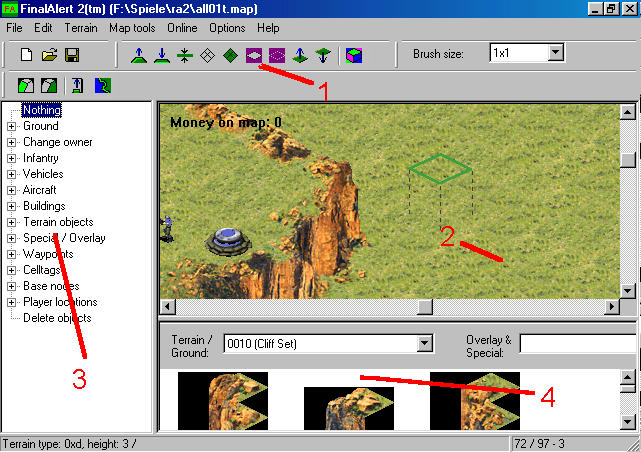 FA FinalAlert 2(tm) (F:\Spiele\ra2\all01t.map)
File Edit Terrain Map tools Online Options Help
Brush size: 1x1
1
Nothing
Ground
Change owner
Infantry
Vehicles
Aircraft
Buildings
Terrain objects
Special / Overlay
Waypoints
Celltags
Base nodes
Player locations
Delete objects
3
Money on map: 0
2
Terrain / Ground: 0010 (Cliff Set) Overlay & Special:
4
Terrain type: 0xd, height: 3 / 72 / 97 - 3